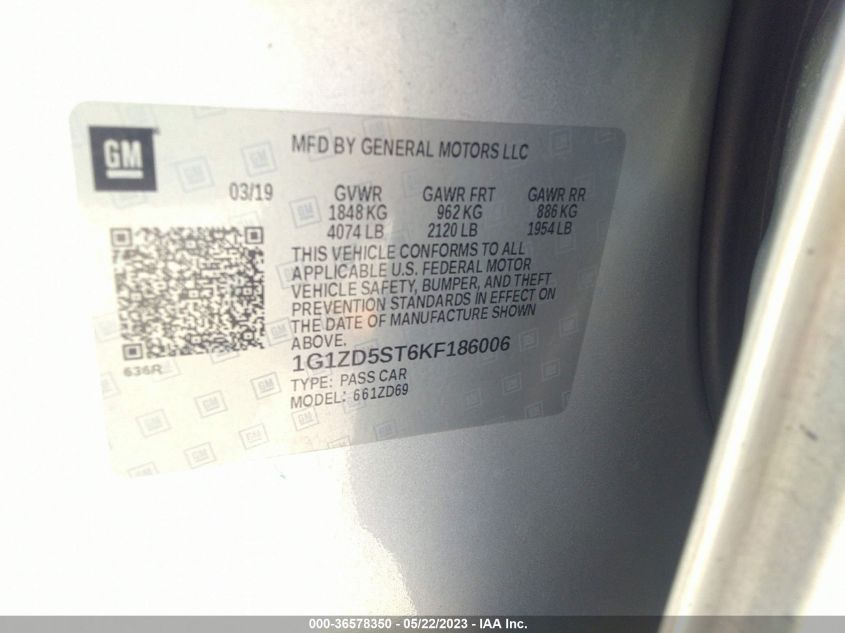 GM
MFD BY GENERAL MOTORS LLC
03/19 GVWR GAWR FRT GAWR RR
1848 KG 962 KG 886 KG
4074 LB 2120 LB 1954 LB
THIS VEHICLE CONFORMS TO ALL
APPLICABLE U.S. FEDERAL MOTOR
VEHICLE SAFETY, BUMPER, AND THEFT
PREVENTION STANDARDS IN EFFECT ON
THE DATE OF MANUFACTURE SHOWN
ABOVE.
1G1ZD5ST6KF186006
636R
TYPE: PASS CAR
MODEL: 661ZD69
000-36578350 - 05/22/2023 - IAA Inc.